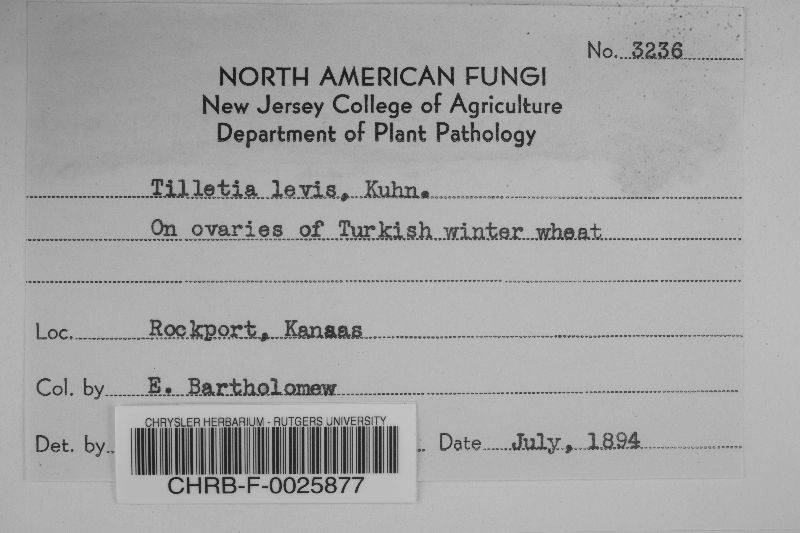 No. 3236
NORTH AMERICAN FUNGI
New Jersey College of Agriculture
Department of Plant Pathology
Tilletia levis, Kuhn.
On ovaries of Turkish winter wheat
Loc. Rockport, Kansas
Col. by E. Bartholomew
CHRYSLER HERBARIUM - RUTGERS UNIVERSITY
Det. by Date July, 1894
CHRB-F-0025877